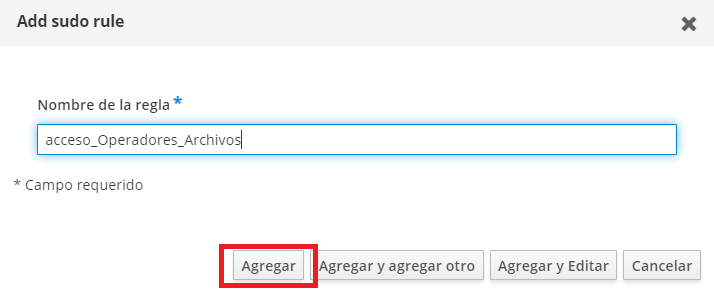 Add sudo rule
Nombre de la regla *
acceso_Operadores_Archivos
* Campo requerido
Agregar Agregar y agregar otro Agregar y Editar Cancelar